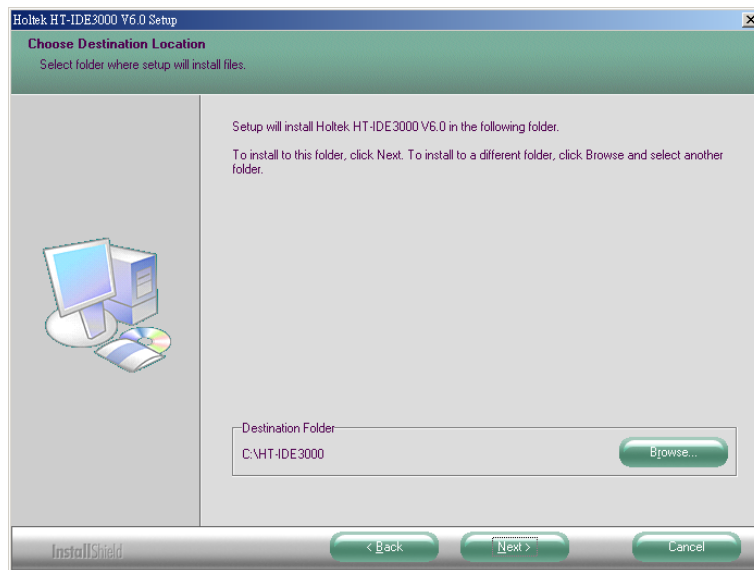 Holtek HT-IDE3000 V6.0 Setup
Choose Destination Location
Select folder where setup will install files.
Setup will install Holtek HT-IDE3000 V6.0 in the following folder.
To install to this folder, click Next. To install to a different folder, click Browse and select another
folder.
Destination Folder
C:\HT-IDE3000
Browse...
InstallShield
< Back
Next >
Cancel